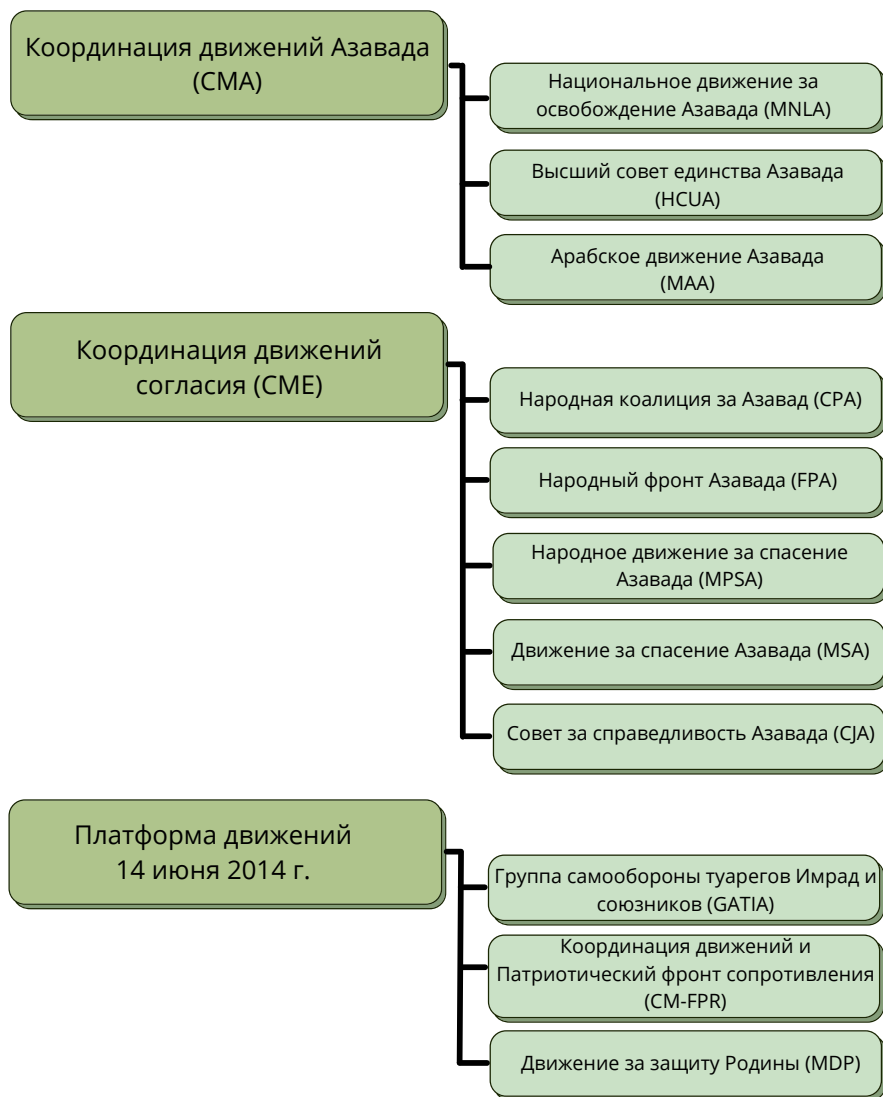 Координация движений Азавада
(CMA)
Национальное движение за
освобождение Азавада (MNLA)
Высший совет единства Азавада
(HCUA)
Арабское движение Азавада
(MAA)
Координация движений
согласия (CME)
Народная коалиция за Азавад (CPA)
Народный фронт Азавада (FPA)
Народное движение за спасение
Азавада (MPSA)
Движение за спасение Азавада (MSA)
Совет за справедливость Азавада (CJA)
Платформа движений
14 июня 2014 г.
Группа самообороны туарегов Имрад и
союзников (GATIA)
Координация движений и
Патриотический фронт сопротивления
(CM-FPR)
Движение за защиту Родины (MDP)